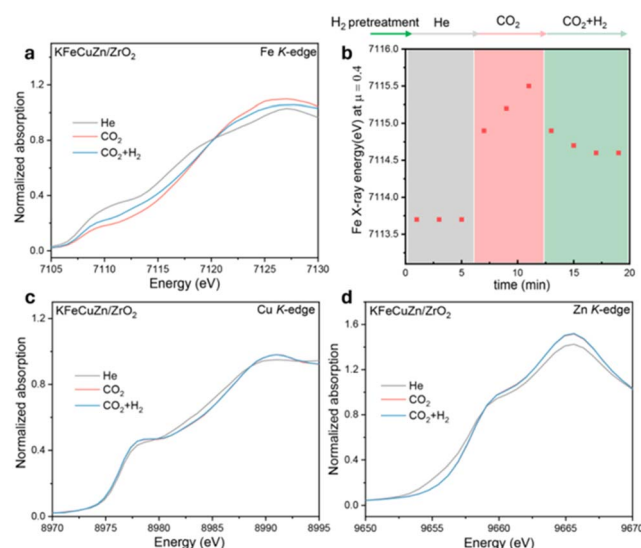 H₂ pretreatment He CO₂ CO₂+H₂
a
KFeCuZn/ZrO₂ Fe K-edge
He
CO₂
CO₂+H₂
Normalized absorption
1.2
0.8
0.4
0.0
7105 7110 7115 7120 7125 7130
Energy (eV)
b
Fe X-ray energy(eV) at μ = 0.4
7116.0
7115.5
7115.0
7114.5
7114.0
7113.5
0 5 10 15 20
time (min)
c
KFeCuZn/ZrO₂ Cu K-edge
He
CO₂
CO₂+H₂
Normalized absorption
1.2
0.8
0.4
0.0
8970 8975 8980 8985 8990 8995
Energy (eV)
d
KFeCuZn/ZrO₂ Zn K-edge
He
CO₂
CO₂+H₂
Normalized absorption
1.6
1.2
0.8
0.4
0.0
9650 9655 9660 9665 9670
Energy (eV)